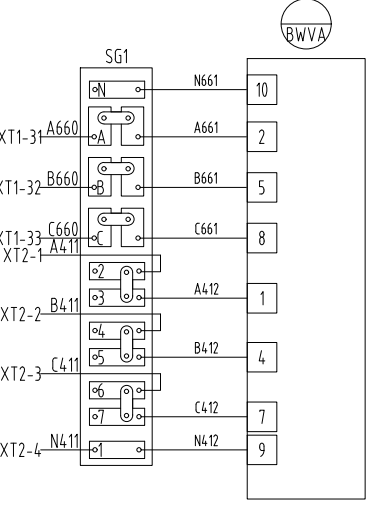 BWVA
SG1
N N661 10
XT1-31 A660 A A661 2
XT1-32 B660 B B661 5
XT1-33 C660 C C661 8
XT2-1 A411
2
3 A412 1
XT2-2 B411
4
5 B412 4
XT2-3 C411
6
7 C412 7
XT2-4 N411 1 N412 9